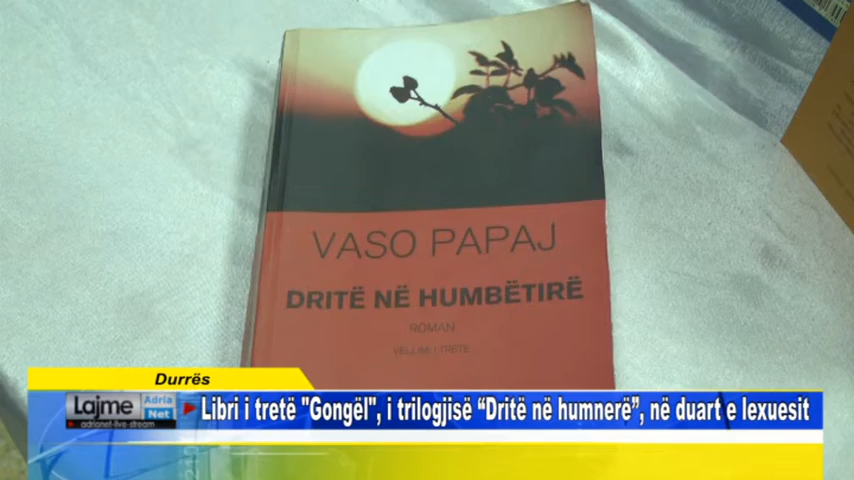 VASO PAPAJ
DRITË NË HUMBËTIRË
ROMAN
VËLLIMI I TRETË
Durrës
Lajme Adria Net
adrianet-live-stream
Libri i tretë "Gongël", i trilogjisë “Dritë në humnerë”, në duart e lexuesit